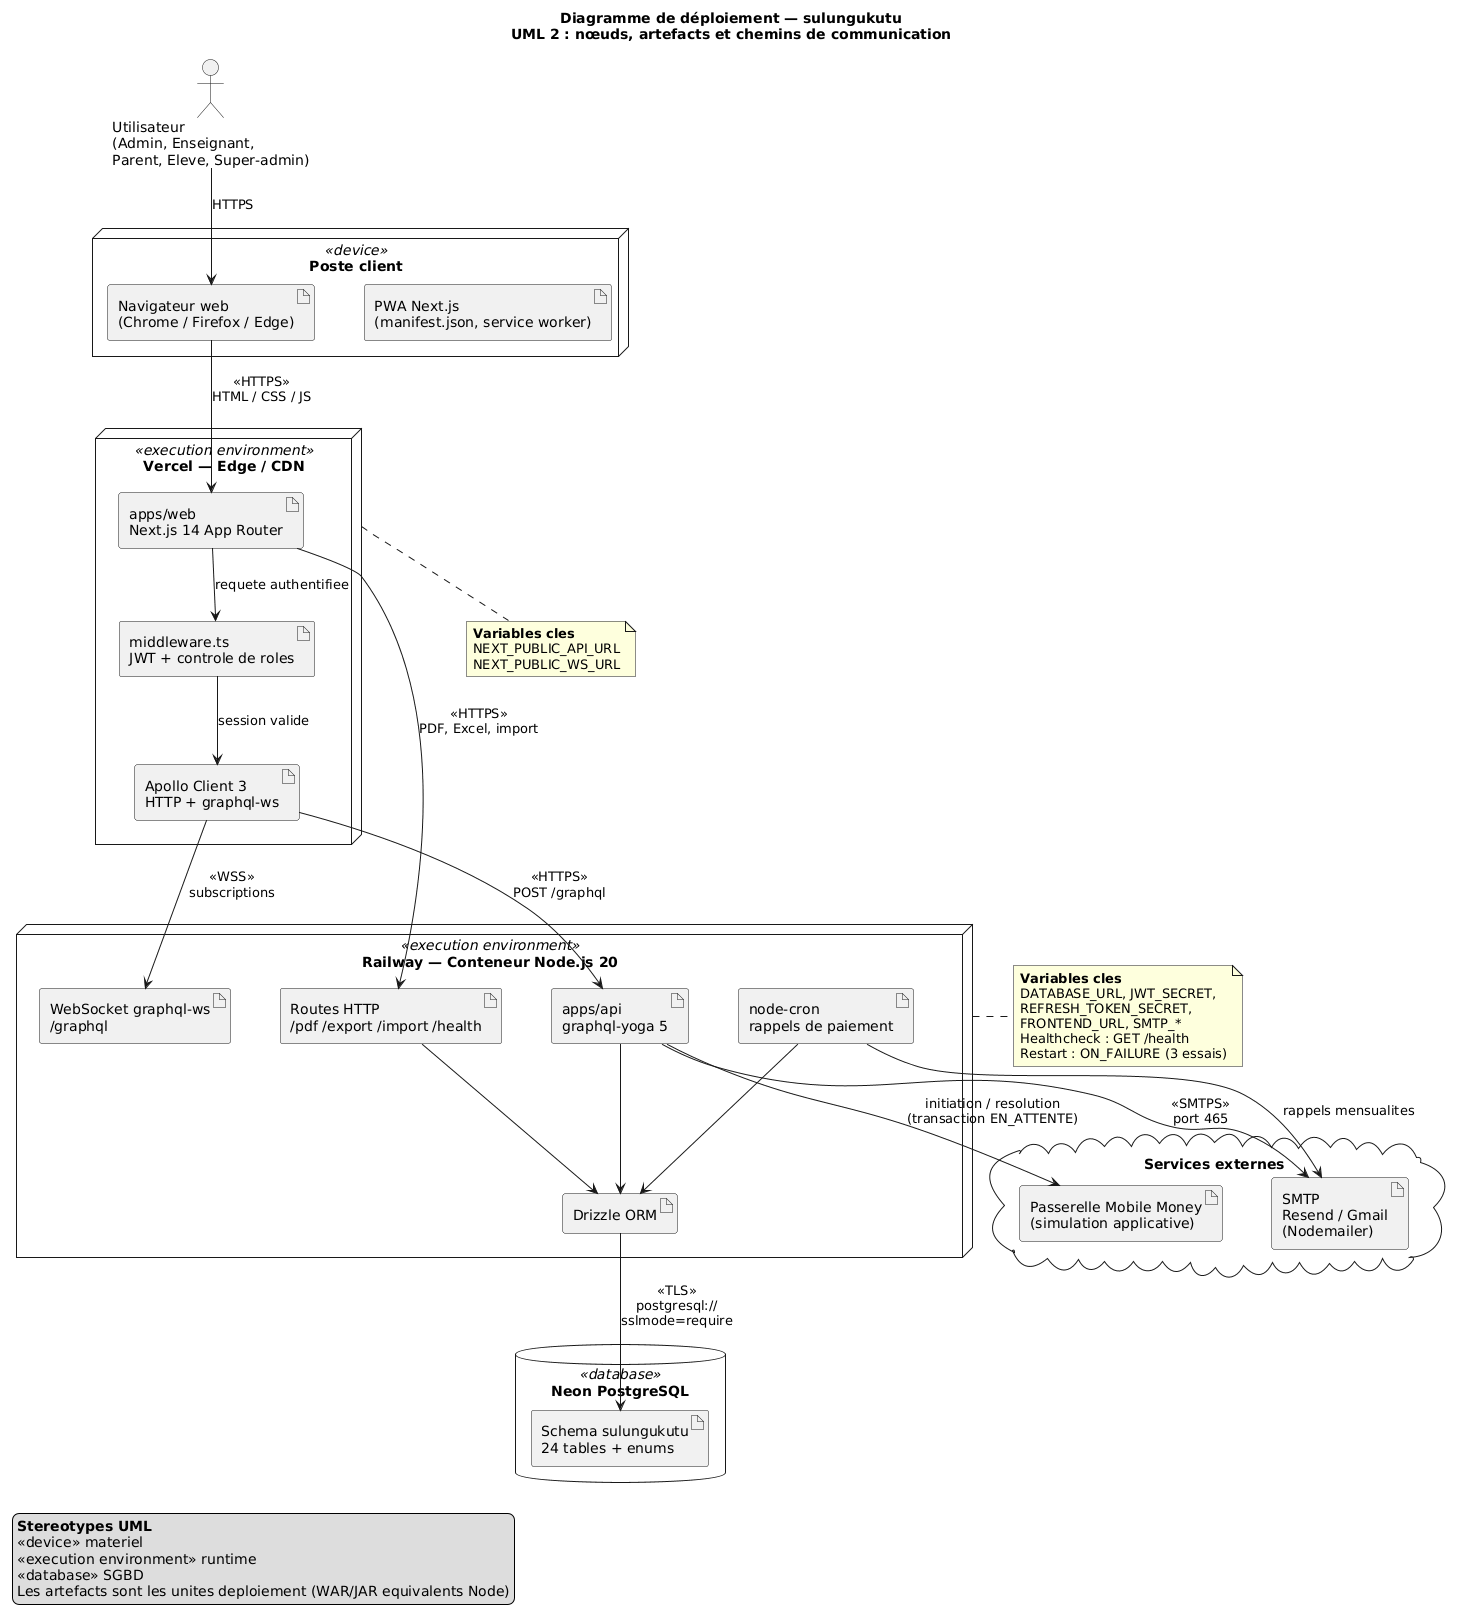 Diagramme de déploiement — sulungukutu
UML 2 : nœuds, artefacts et chemins de communication
Utilisateur
(Admin, Enseignant,
Parent, Eleve, Super-admin)
HTTPS
«device»
Poste client
Navigateur web
(Chrome / Firefox / Edge)
PWA Next.js
(manifest.json, service worker)
«HTTPS»
HTML / CSS / JS
«execution environment»
Vercel — Edge / CDN
apps/web
Next.js 14 App Router
requete authentifiee
middleware.ts
JWT + controle de roles
Variables cles
NEXT_PUBLIC_API_URL
NEXT_PUBLIC_WS_URL
session valide
«HTTPS»
PDF, Excel, import
Apollo Client 3
HTTP + graphql-ws
«WSS»
subscriptions
«HTTPS»
POST /graphql
«execution environment»
Railway — Conteneur Node.js 20
WebSocket graphql-ws
/graphql
Routes HTTP
/pdf /export /import /health
apps/api
graphql-yoga 5
node-cron
rappels de paiement
Variables cles
DATABASE_URL, JWT_SECRET,
REFRESH_TOKEN_SECRET,
FRONTEND_URL, SMTP_*
Healthcheck : GET /health
Restart : ON_FAILURE (3 essais)
initiation / resolution
(transaction EN_ATTENTE)
«SMTPS»
port 465
rappels mensualites
Services externes
Passerelle Mobile Money
(simulation applicative)
SMTP
Resend / Gmail
(Nodemailer)
Drizzle ORM
«TLS»
postgresql://
sslmode=require
«database»
Neon PostgreSQL
Schema sulungukutu
24 tables + enums
Stereotypes UML
«device» materiel
«execution environment» runtime
«database» SGBD
Les artefacts sont les unites deploiement (WAR/JAR equivalents Node)